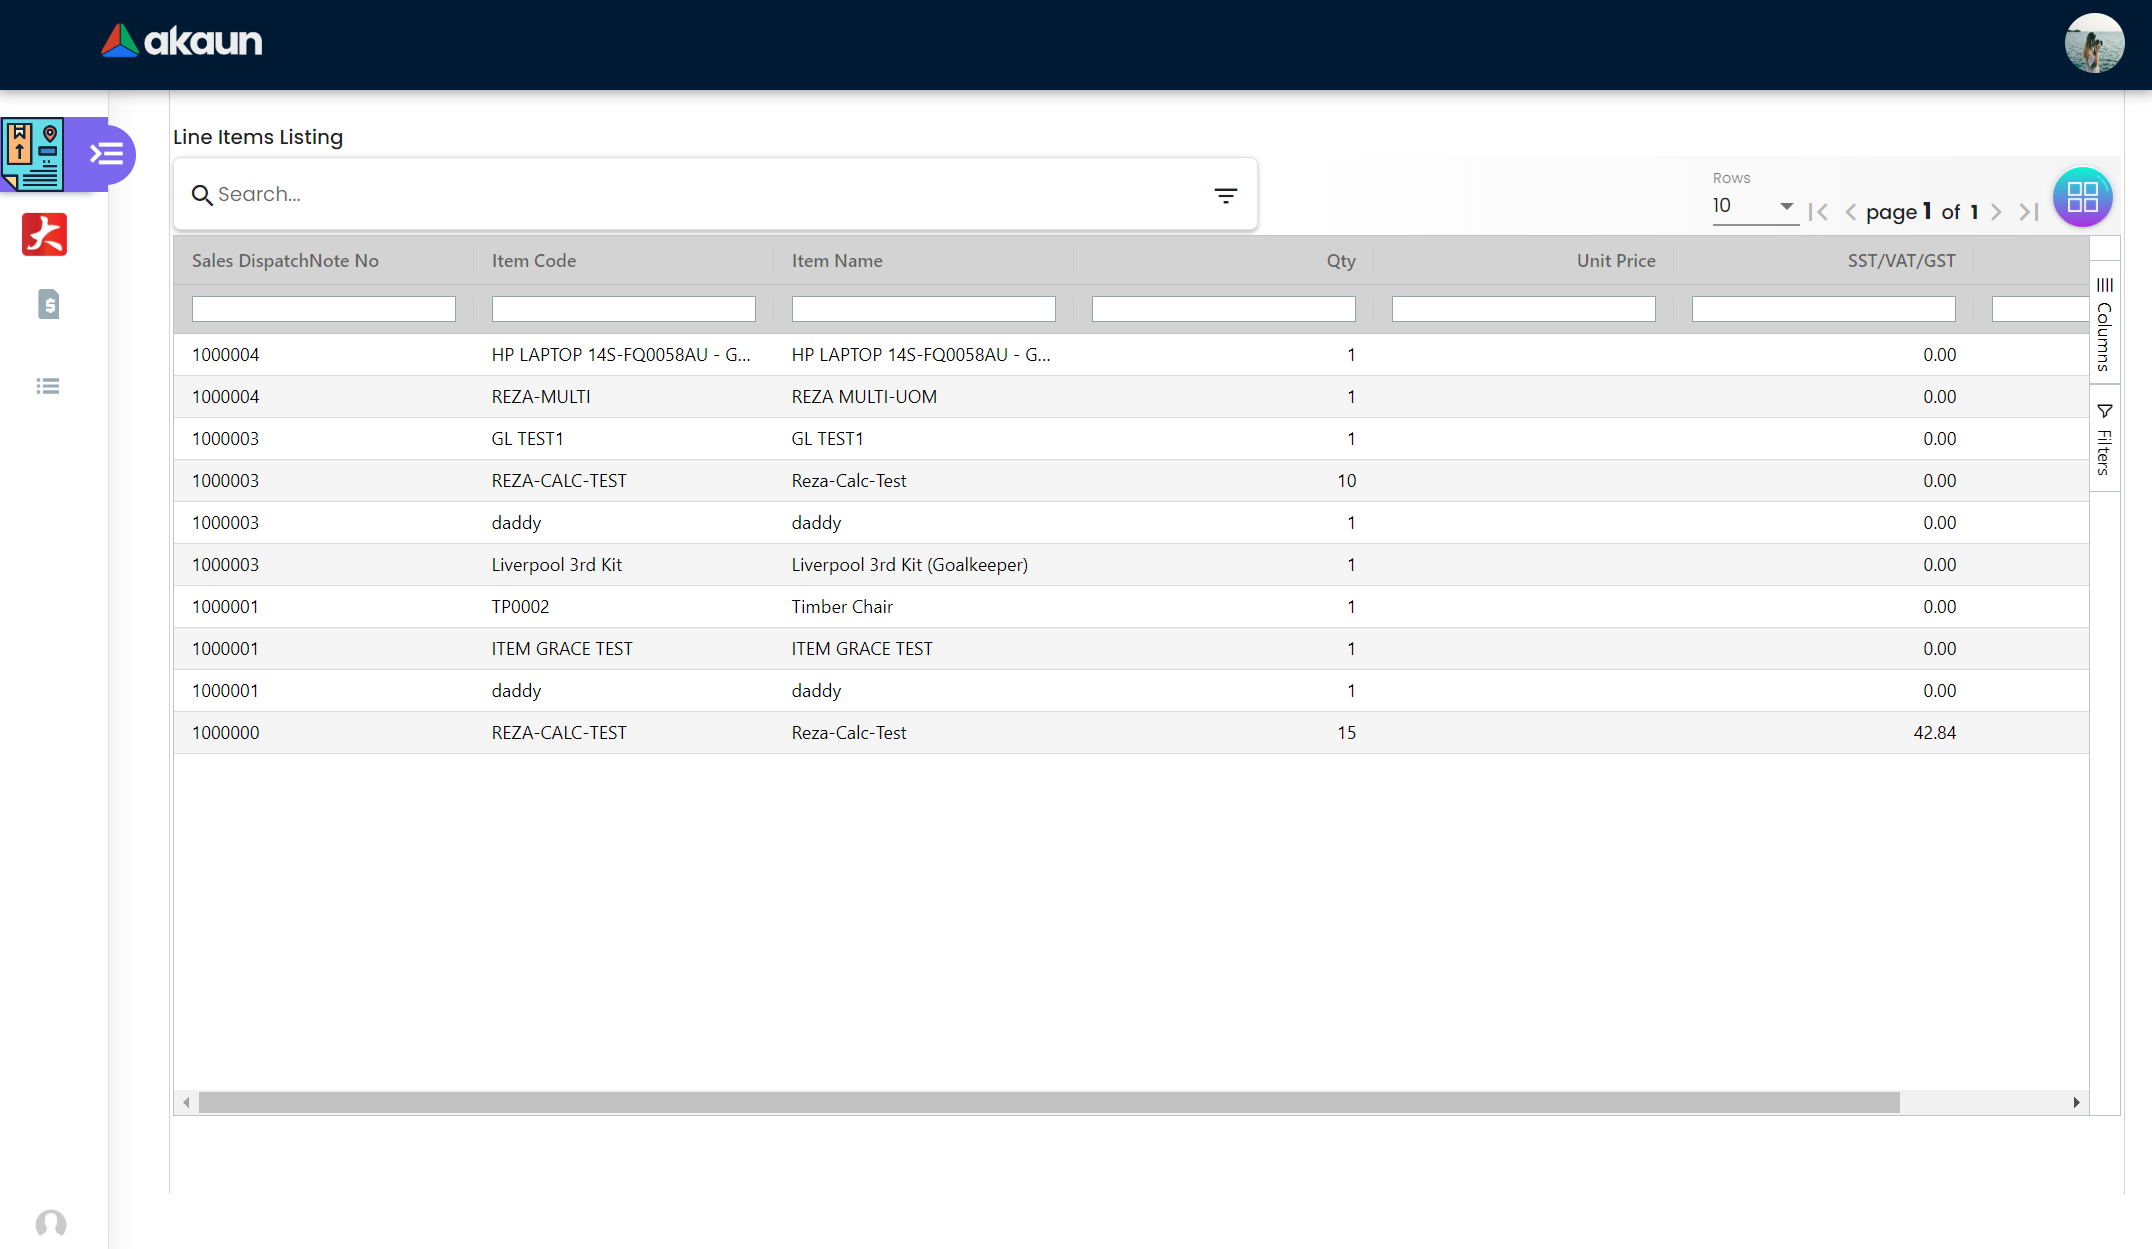 akaun
Line Items Listing
Search...
Rows
10
page 1 of 1
Sales DispatchNote No Item Code Item Name Qty Unit Price SST/VAT/GST
1000004 HP LAPTOP 14S-FQ0058AU - G... HP LAPTOP 14S-FQ0058AU - G... 1 0.00
1000004 REZA-MULTI REZA MULTI-UOM 1 0.00
1000003 GL TEST1 GL TEST1 1 0.00
1000003 REZA-CALC-TEST Reza-Calc-Test 10 0.00
1000003 daddy daddy 1 0.00
1000003 Liverpool 3rd Kit Liverpool 3rd Kit (Goalkeeper) 1 0.00
1000001 TP0002 Timber Chair 1 0.00
1000001 ITEM GRACE TEST ITEM GRACE TEST 1 0.00
1000001 daddy daddy 1 0.00
1000000 REZA-CALC-TEST Reza-Calc-Test 15 42.84
Columns
Filters